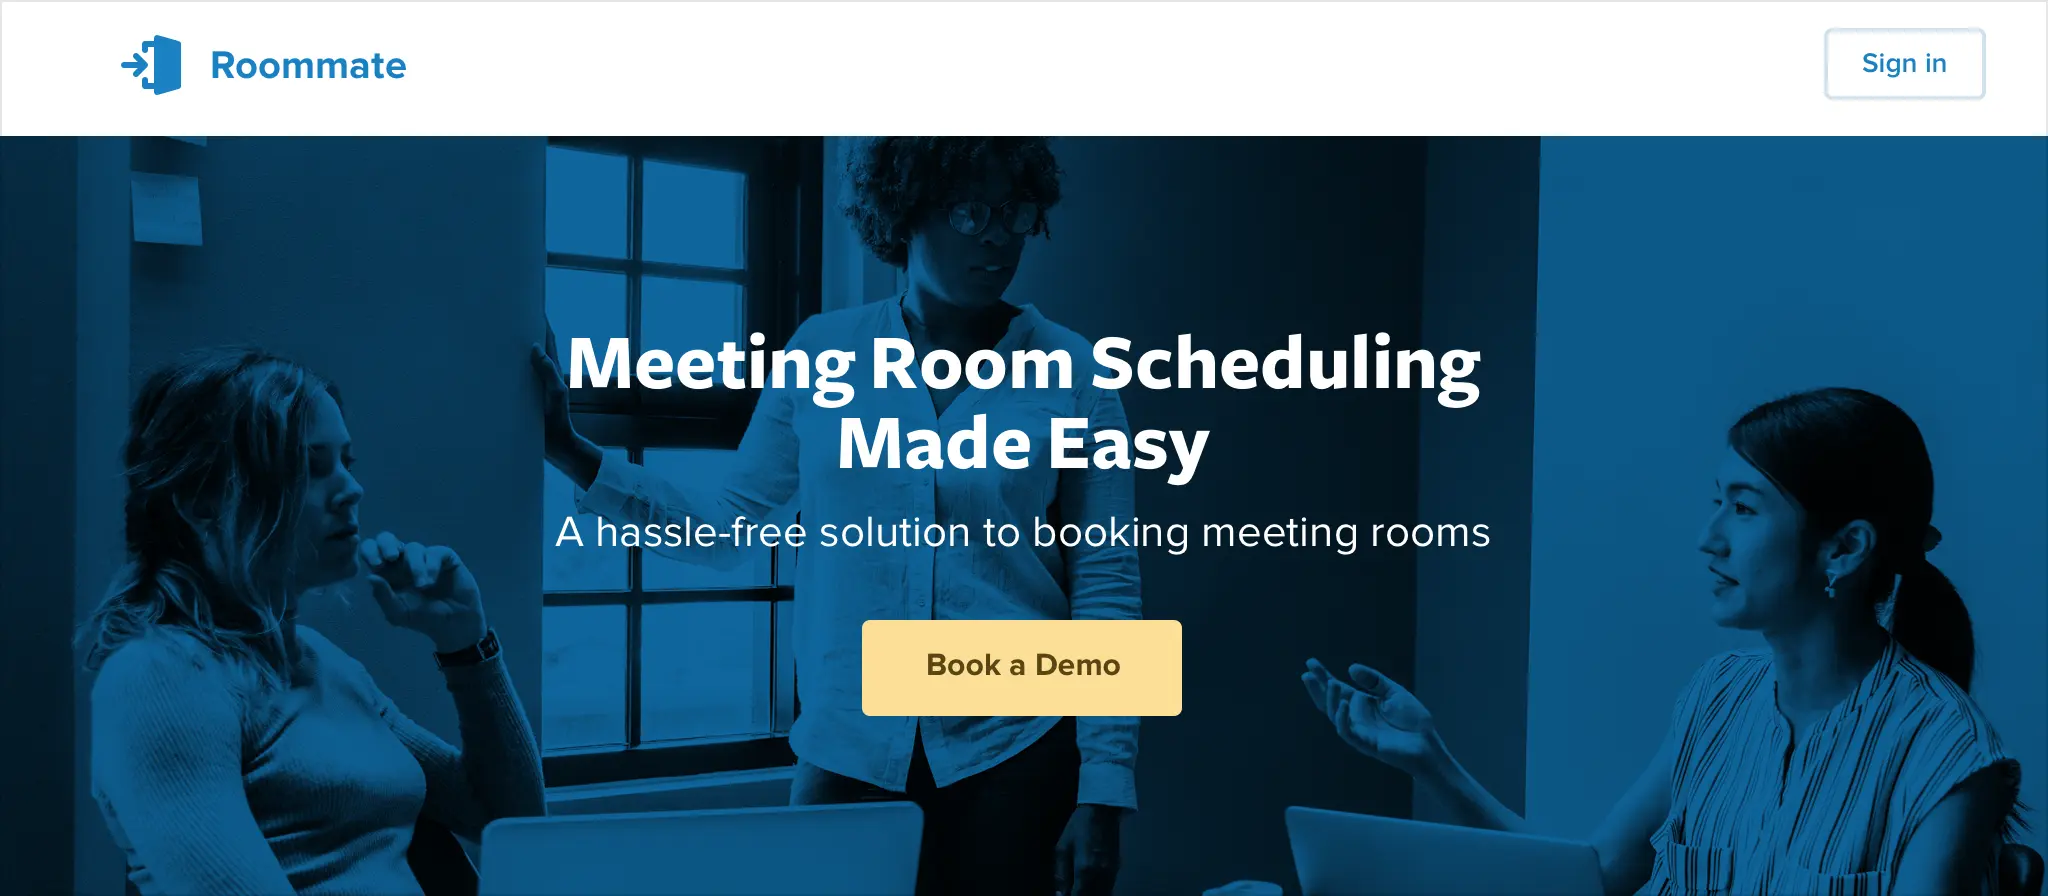 Roommate
Sign in
Meeting Room Scheduling
Made Easy
A hassle-free solution to booking meeting rooms
Book a Demo